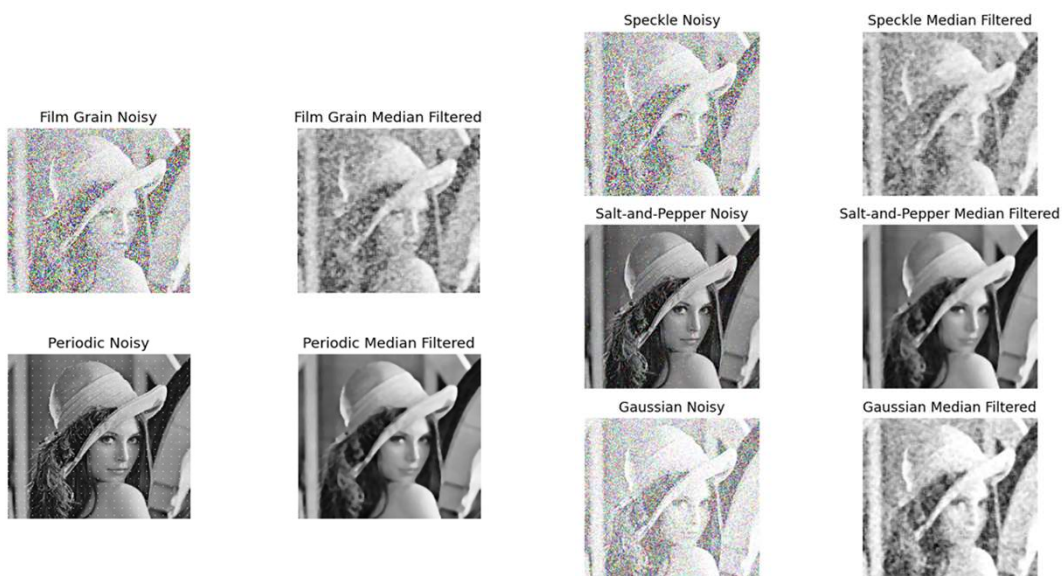 Film Grain Noisy
Film Grain Median Filtered
Periodic Noisy
Periodic Median Filtered
Speckle Noisy
Speckle Median Filtered
Salt-and-Pepper Noisy
Salt-and-Pepper Median Filtered
Gaussian Noisy
Gaussian Median Filtered